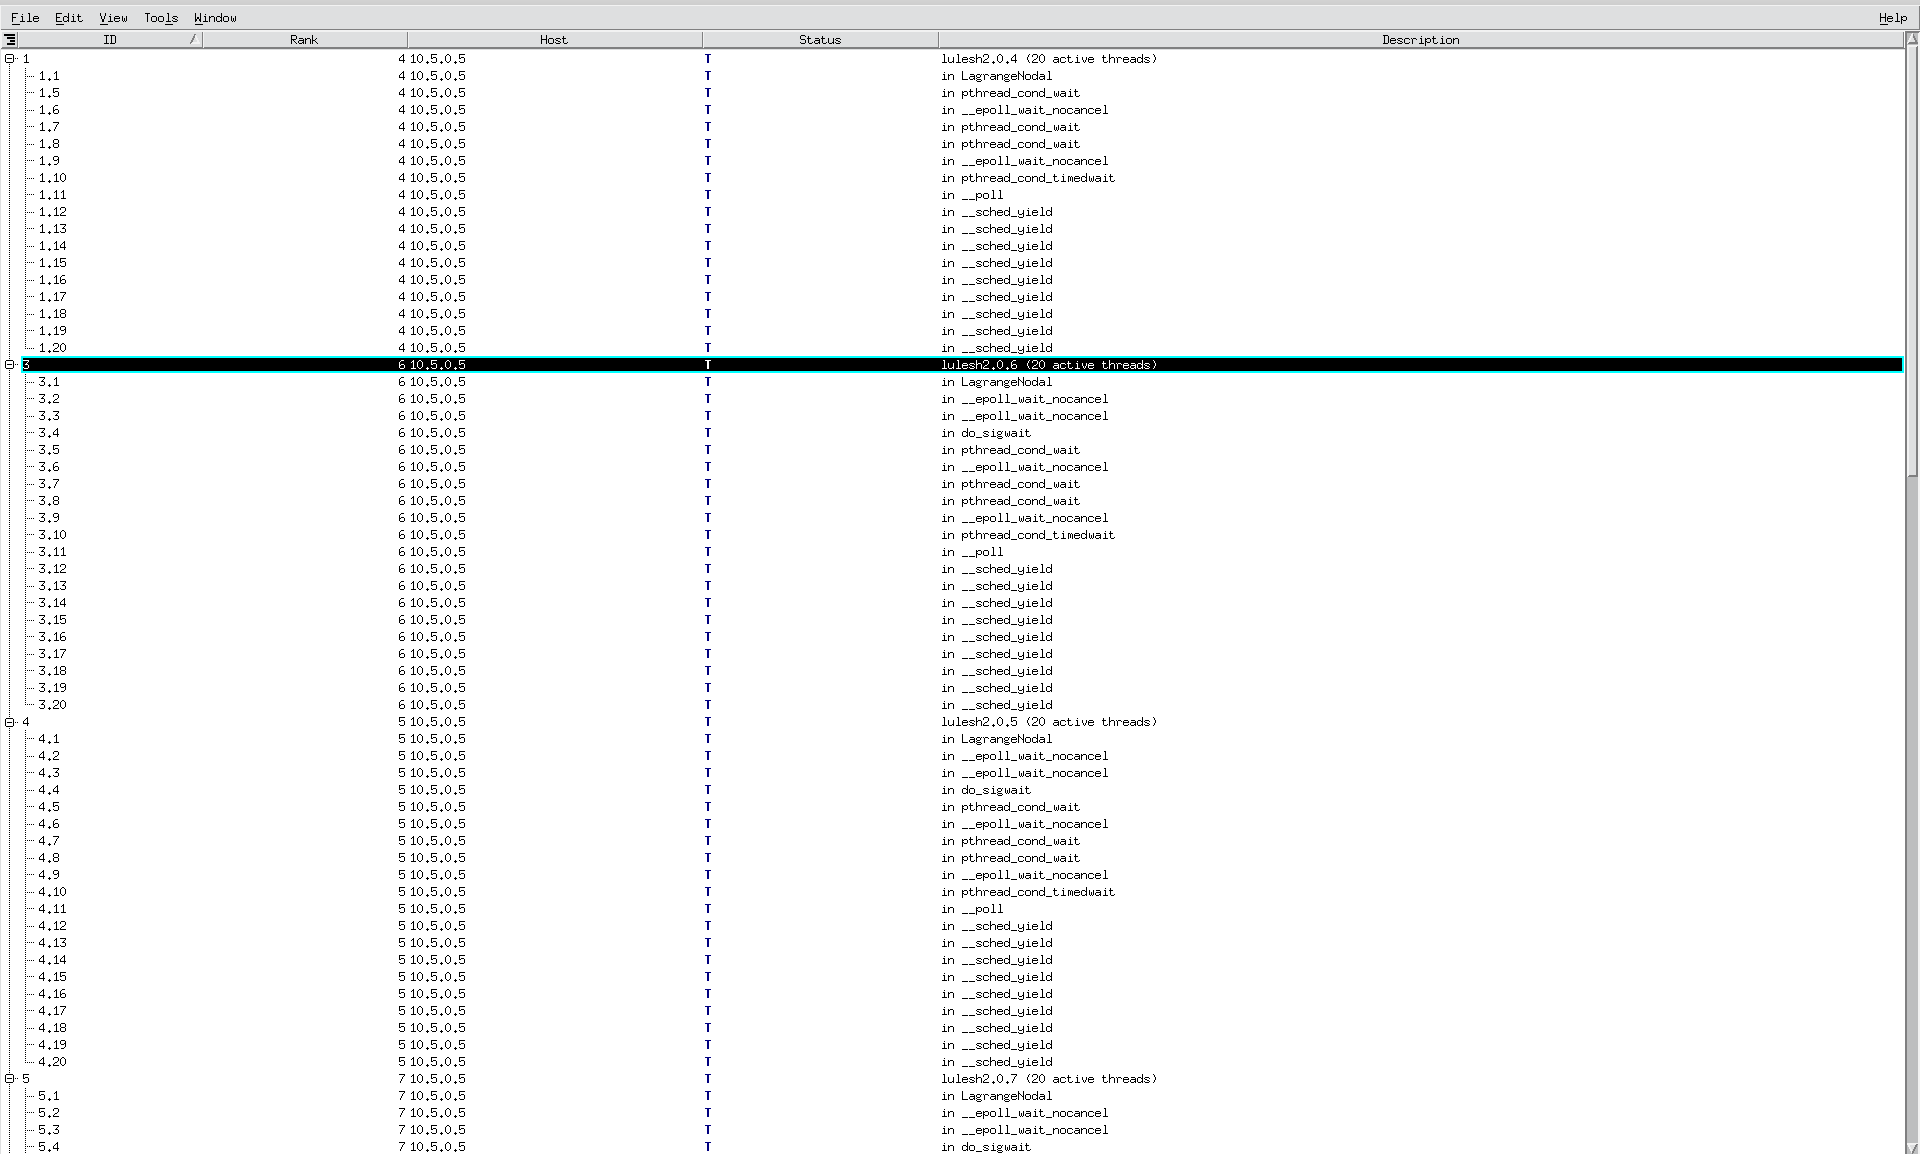 File Edit View Tools Window Help
ID Rank Host Status Description
1 4 10.5.0.5 T lulesh2.0.4 (20 active threads)
1.1 4 10.5.0.5 T in LagrangeNodal
1.5 4 10.5.0.5 T in pthread_cond_wait
1.6 4 10.5.0.5 T in __epoll_wait_nocancel
1.7 4 10.5.0.5 T in pthread_cond_wait
1.8 4 10.5.0.5 T in pthread_cond_wait
1.9 4 10.5.0.5 T in __epoll_wait_nocancel
1.10 4 10.5.0.5 T in pthread_cond_timedwait
1.11 4 10.5.0.5 T in __poll
1.12 4 10.5.0.5 T in __sched_yield
1.13 4 10.5.0.5 T in __sched_yield
1.14 4 10.5.0.5 T in __sched_yield
1.15 4 10.5.0.5 T in __sched_yield
1.16 4 10.5.0.5 T in __sched_yield
1.17 4 10.5.0.5 T in __sched_yield
1.18 4 10.5.0.5 T in __sched_yield
1.19 4 10.5.0.5 T in __sched_yield
1.20 4 10.5.0.5 T in __sched_yield
3 6 10.5.0.5 T lulesh2.0.6 (20 active threads)
3.1 6 10.5.0.5 T in LagrangeNodal
3.2 6 10.5.0.5 T in __epoll_wait_nocancel
3.3 6 10.5.0.5 T in __epoll_wait_nocancel
3.4 6 10.5.0.5 T in do_sigwait
3.5 6 10.5.0.5 T in pthread_cond_wait
3.6 6 10.5.0.5 T in __epoll_wait_nocancel
3.7 6 10.5.0.5 T in pthread_cond_wait
3.8 6 10.5.0.5 T in pthread_cond_wait
3.9 6 10.5.0.5 T in __epoll_wait_nocancel
3.10 6 10.5.0.5 T in pthread_cond_timedwait
3.11 6 10.5.0.5 T in __poll
3.12 6 10.5.0.5 T in __sched_yield
3.13 6 10.5.0.5 T in __sched_yield
3.14 6 10.5.0.5 T in __sched_yield
3.15 6 10.5.0.5 T in __sched_yield
3.16 6 10.5.0.5 T in __sched_yield
3.17 6 10.5.0.5 T in __sched_yield
3.18 6 10.5.0.5 T in __sched_yield
3.19 6 10.5.0.5 T in __sched_yield
3.20 6 10.5.0.5 T in __sched_yield
4 5 10.5.0.5 T lulesh2.0.5 (20 active threads)
4.1 5 10.5.0.5 T in LagrangeNodal
4.2 5 10.5.0.5 T in __epoll_wait_nocancel
4.3 5 10.5.0.5 T in __epoll_wait_nocancel
4.4 5 10.5.0.5 T in do_sigwait
4.5 5 10.5.0.5 T in pthread_cond_wait
4.6 5 10.5.0.5 T in __epoll_wait_nocancel
4.7 5 10.5.0.5 T in pthread_cond_wait
4.8 5 10.5.0.5 T in pthread_cond_wait
4.9 5 10.5.0.5 T in __epoll_wait_nocancel
4.10 5 10.5.0.5 T in pthread_cond_timedwait
4.11 5 10.5.0.5 T in __poll
4.12 5 10.5.0.5 T in __sched_yield
4.13 5 10.5.0.5 T in __sched_yield
4.14 5 10.5.0.5 T in __sched_yield
4.15 5 10.5.0.5 T in __sched_yield
4.16 5 10.5.0.5 T in __sched_yield
4.17 5 10.5.0.5 T in __sched_yield
4.18 5 10.5.0.5 T in __sched_yield
4.19 5 10.5.0.5 T in __sched_yield
4.20 5 10.5.0.5 T in __sched_yield
5 7 10.5.0.5 T lulesh2.0.7 (20 active threads)
5.1 7 10.5.0.5 T in LagrangeNodal
5.2 7 10.5.0.5 T in __epoll_wait_nocancel
5.3 7 10.5.0.5 T in __epoll_wait_nocancel
5.4 7 10.5.0.5 T in do_sigwait